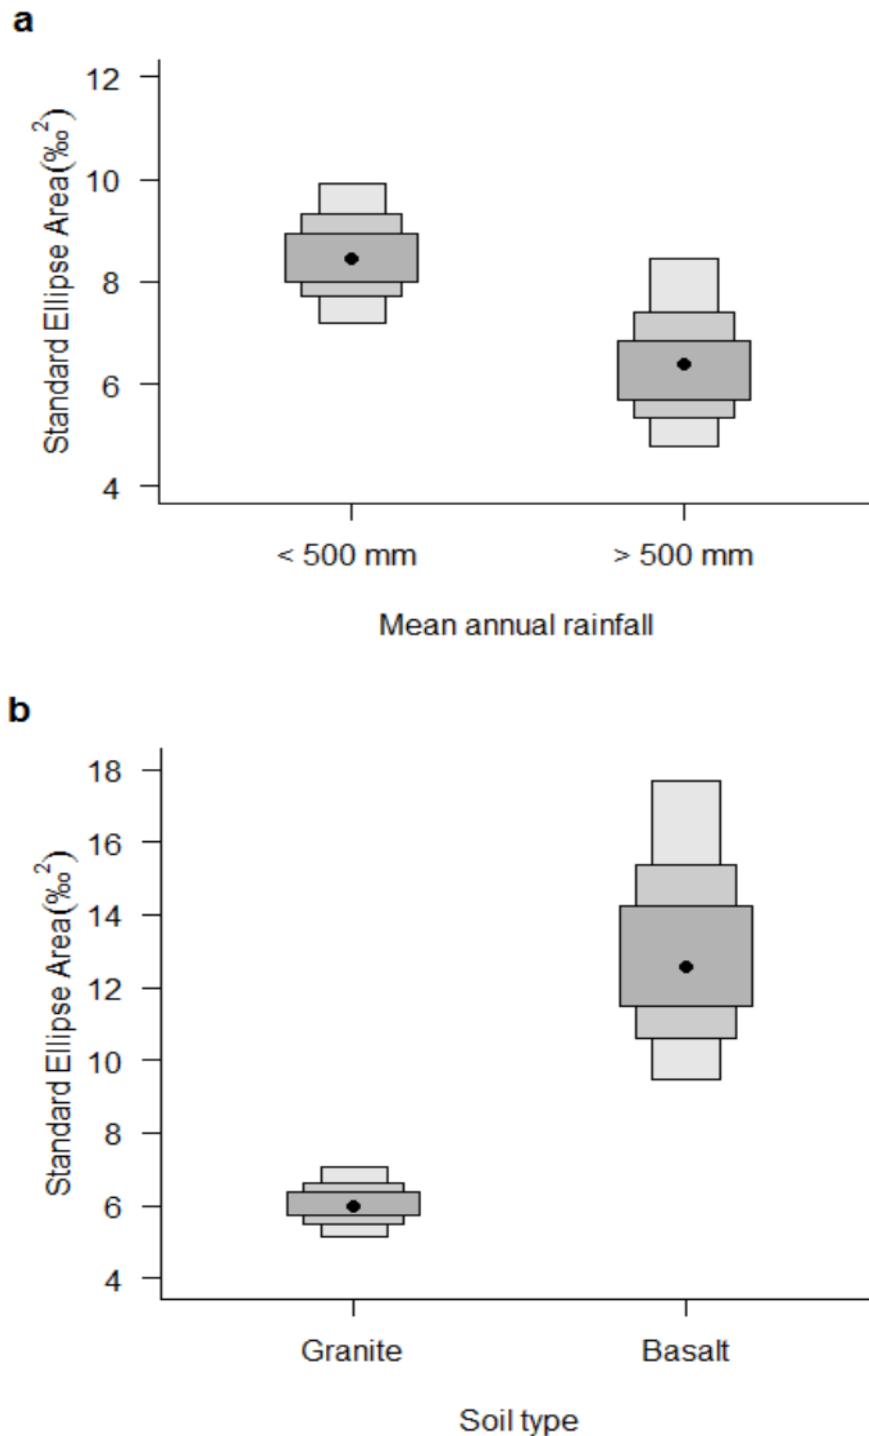 a
Standard Ellipse Area(‰²)
12
10
8
6
4
< 500 mm > 500 mm
Mean annual rainfall
b
Standard Ellipse Area(‰²)
18
16
14
12
10
8
6
4
Granite Basalt
Soil type